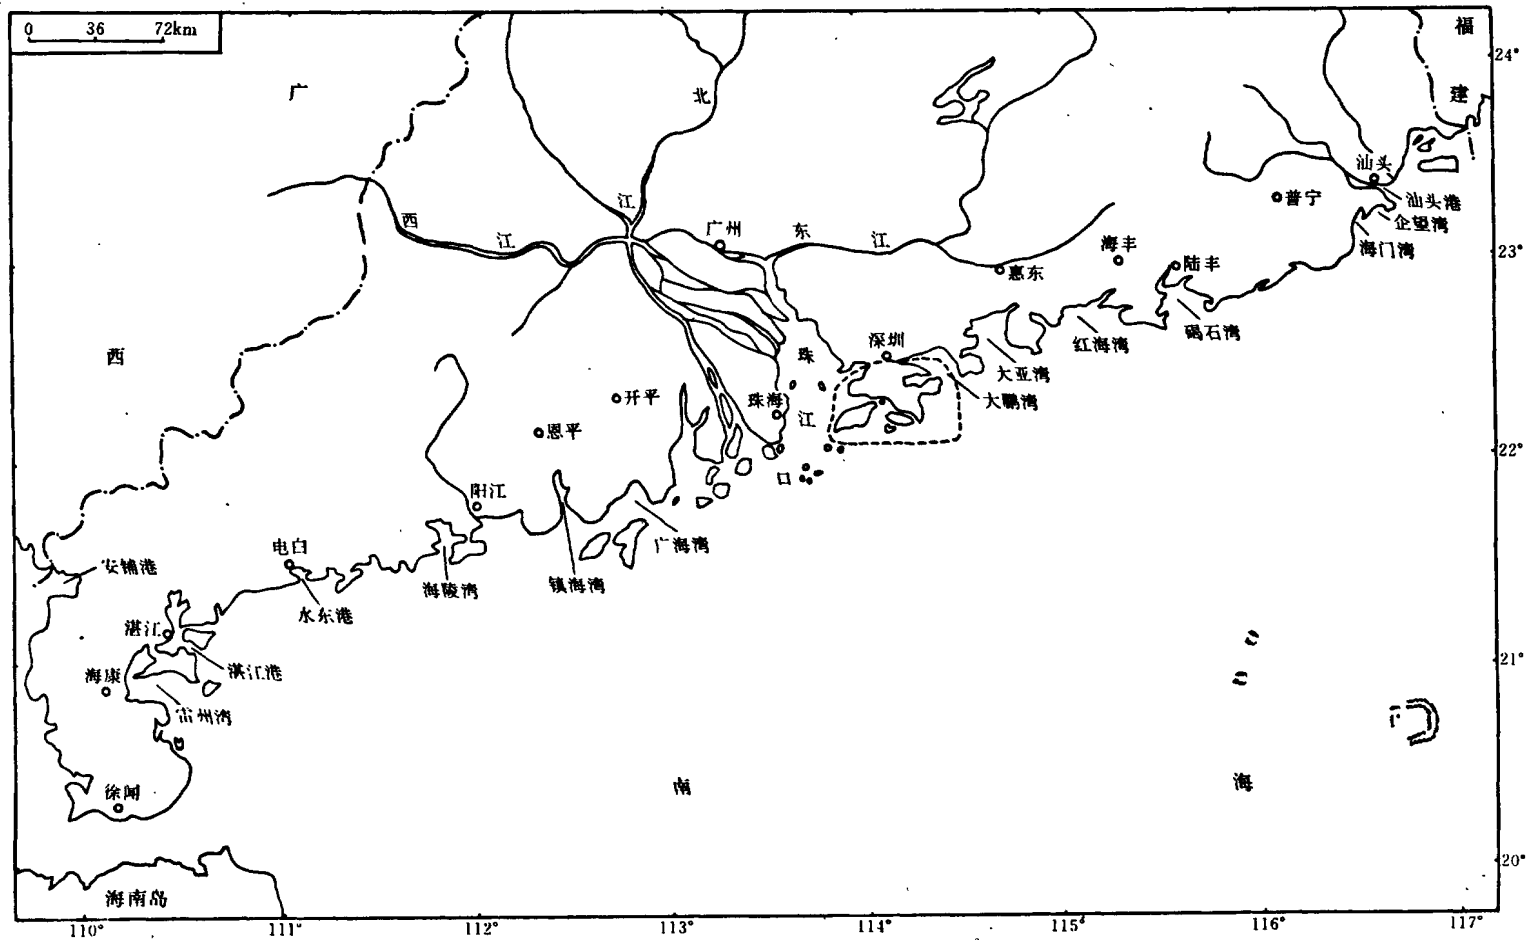 0 36 72km
福
建
24°
广
西
北
江
西
江
广州
东
江
汕头
汕头港
企望湾
海门湾
普宁
海丰
陆丰
惠东
23°
碣石湾
红海湾
大亚湾
大鹏湾
深圳
珠
江
口
珠海
开平
恩平
22°
阳江
广海湾
镇海湾
海陵湾
电白
水东港
安铺港
湛江
湛江港
海康
雷州湾
21°
徐闻
南
海
20°
海南岛
110° 111° 112° 113° 114° 115° 116° 117°